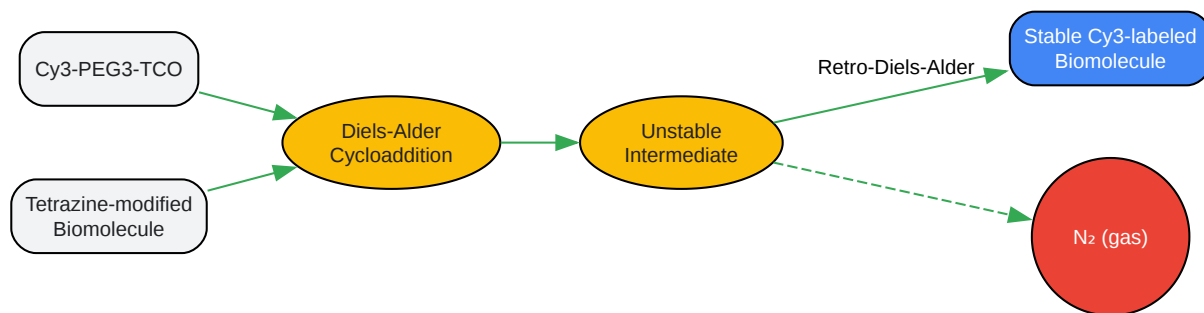 Cy3-PEG3-TCO
Tetrazine-modified
Biomolecule
Diels-Alder
Cycloaddition
Unstable
Intermediate
Retro-Diels-Alder
Stable Cy3-labeled
Biomolecule
N₂ (gas)